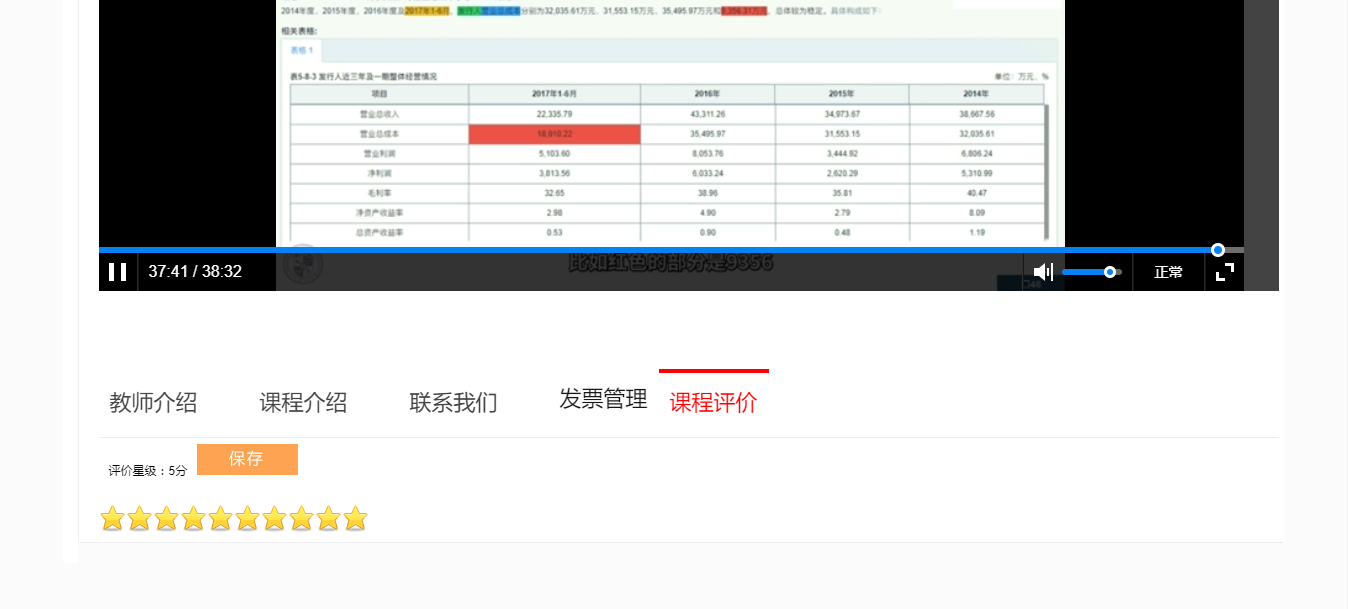 2014年度、2015年度、2016年度及2017年1-6月，发行人营业总成本分别为32,035.61万元、31,553.15万元、35,495.97万元和9,356.31万元，总体较为稳定。具体构成如下：
相关表格:
表格 1
表5-8-3 发行人近三年及一期整体经营情况 单位：万元、%
项目 2017年1-6月 2016年 2015年 2014年
营业总收入 22,335.79 43,311.26 34,973.67 38,667.56
营业总成本 18,010.22 35,495.97 31,553.15 32,035.61
营业利润 5,103.60 8,053.76 3,444.92 6,806.24
净利润 3,813.56 6,033.24 2,620.29 5,310.99
毛利率 32.65 38.96 35.81 40.47
净资产收益率 2.98 4.90 2.79 8.09
总资产收益率 0.53 0.90 0.48 1.19
比如红色的部分是9356
37:41 / 38:32 正常
教师介绍 课程介绍 联系我们 发票管理 课程评价
评价星级：5分 保存